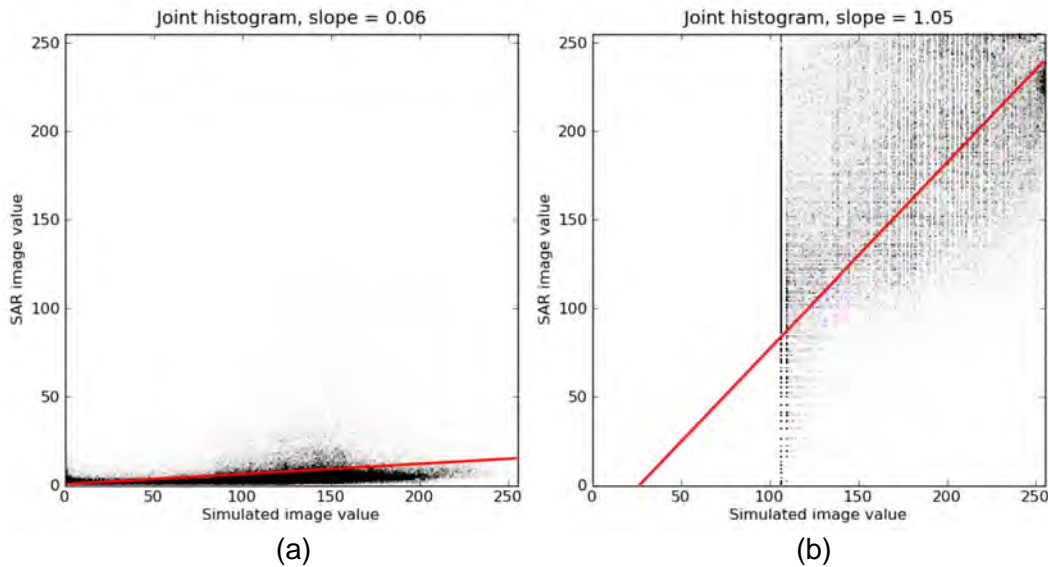 Joint histogram, slope = 0.06
250
200
150
100
50
0
SAR image value
0 50 100 150 200 250
Simulated image value
(a)
Joint histogram, slope = 1.05
250
200
150
100
50
0
SAR image value
0 50 100 150 200 250
Simulated image value
(b)